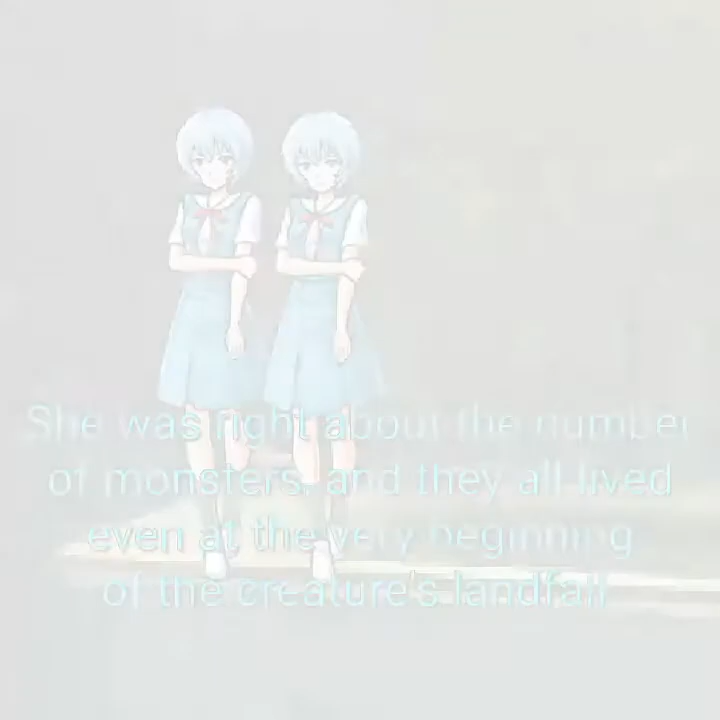 She was right about the number
of monsters, and they all lived
even at the very beginning
of the creature's landfall